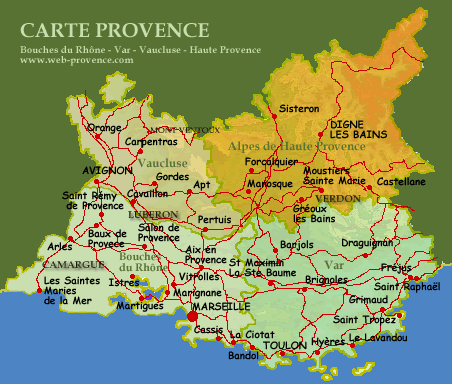 CARTE PROVENCE
Bouches du Rhône - Var - Vaucluse - Haute Provence
www.web-provence.com
Sisteron
Orange
MONT VENTOUX
DIGNE
LES BAINS
Carpentras
Alpes de Haute Provence
Vaucluse
Forcalquier
AVIGNON
Gordes
Moustiers
Sainte Marie
Apt
Manosque
Castellane
Saint Rémy
de Provence
Cavaillon
VERDON
LUBERON
Gréoux
les Bains
Pertuis
Baux de
Provence
Salon de
Provence
Arles
Aix en
Provence
Barjols
Draguignan
Bouches
du Rhône
St Maximin
La Ste Baume
Var
CAMARGUE
Fréjus
Vitrolles
Les Saintes
Maries
de la Mer
Istres
Brignoles
Saint Raphaël
Marignane
Martigues
Grimaud
MARSEILLE
Saint Tropez
Cassis
La Ciotat
Le Lavandou
Hyères
TOULON
Bandol